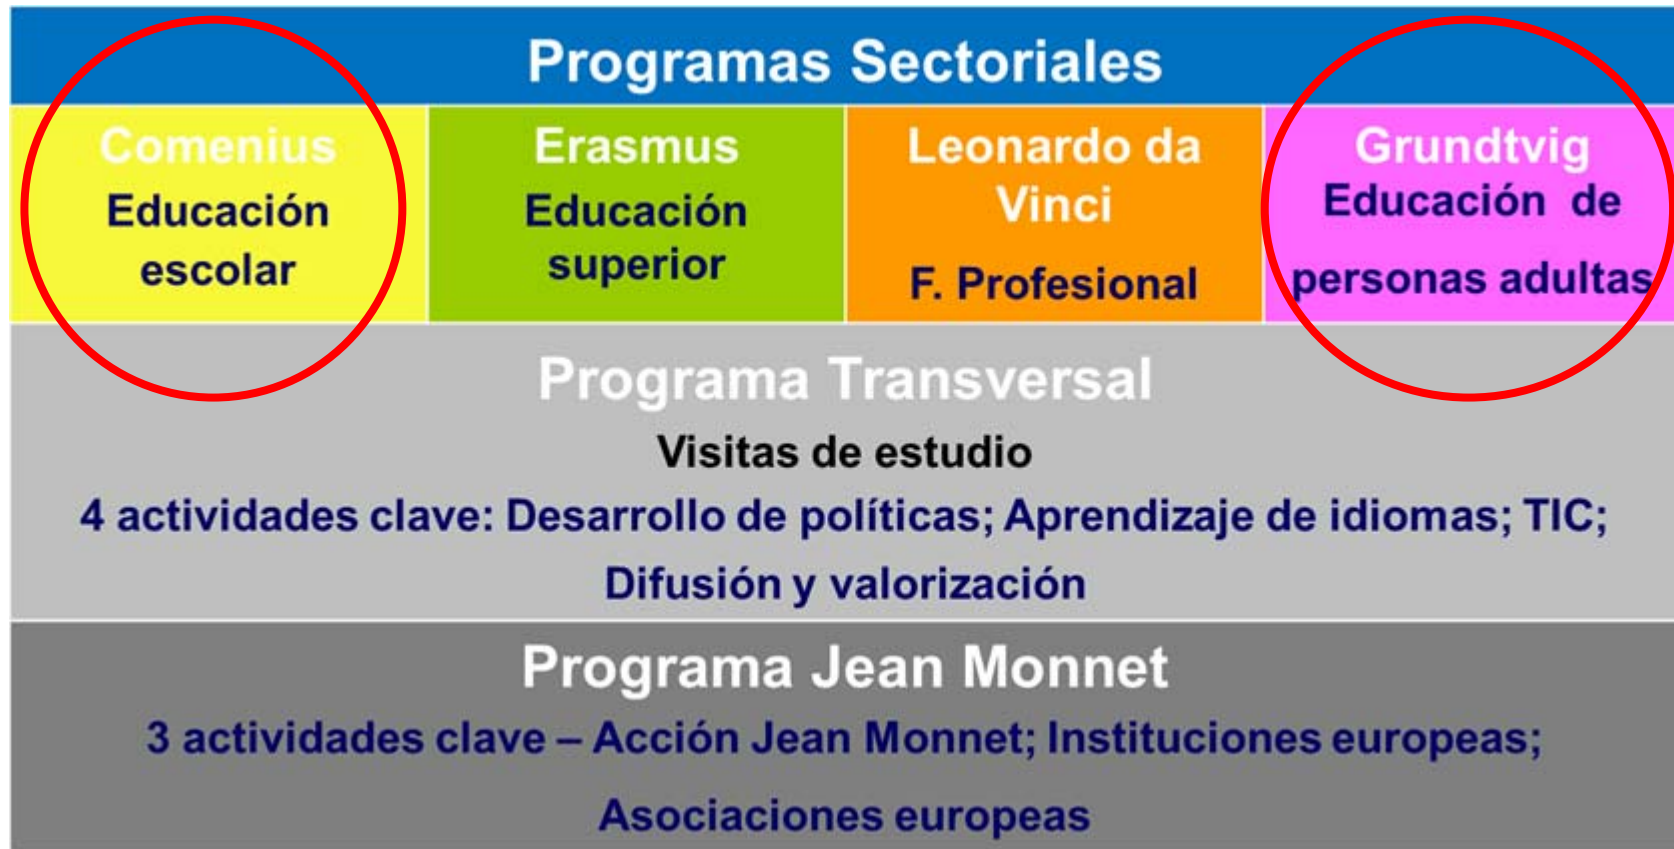 Programas Sectoriales
Comenius
Educación
escolar
Erasmus
Educación
superior
Leonardo da
Vinci
F. Profesional
Grundtvig
Educación de
personas adultas
Programa Transversal
Visitas de estudio
4 actividades clave: Desarrollo de políticas; Aprendizaje de idiomas; TIC;
Difusión y valorización
Programa Jean Monnet
3 actividades clave – Acción Jean Monnet; Instituciones europeas;
Asociaciones europeas